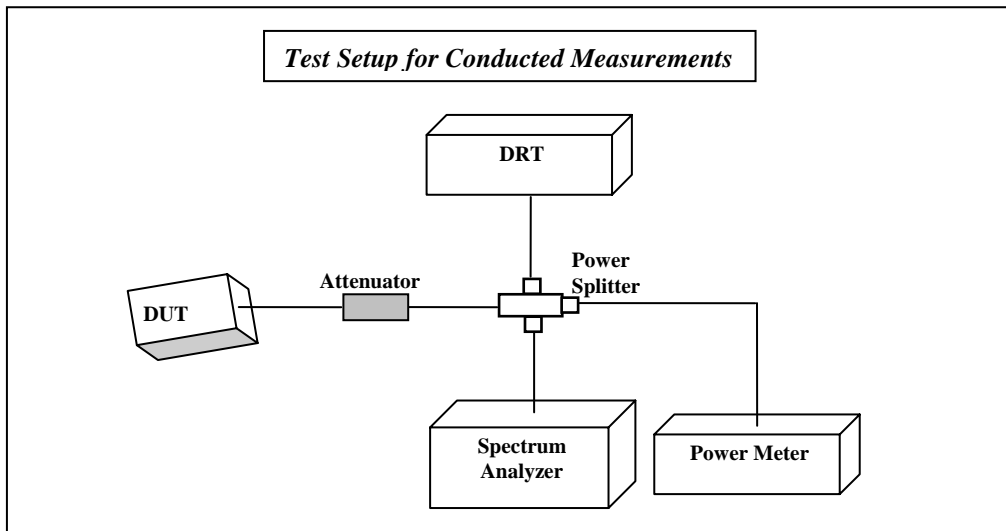 Test Setup for Conducted Measurements
DRT
Power
Splitter
Attenuator
DUT
Spectrum
Analyzer
Power Meter